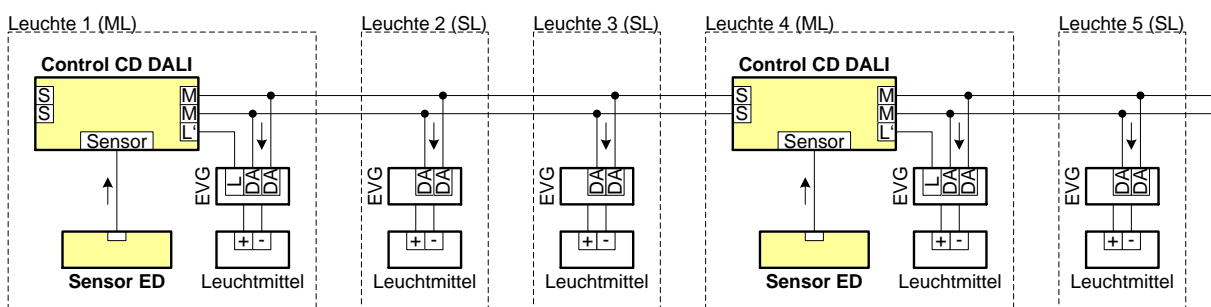 Leuchte 1 (ML)
Leuchte 2 (SL)
Leuchte 3 (SL)
Leuchte 4 (ML)
Leuchte 5 (SL)
Control CD DALI
Control CD DALI
S
S
M
M
L'
Sensor
S
S
M
M
L'
Sensor
EVG
L
DA
DA
EVG
DA
DA
EVG
DA
DA
EVG
L
DA
DA
EVG
DA
DA
+ -
+ -
+ -
+ -
+ -
Sensor ED
Leuchtmittel
Leuchtmittel
Leuchtmittel
Sensor ED
Leuchtmittel
Leuchtmittel